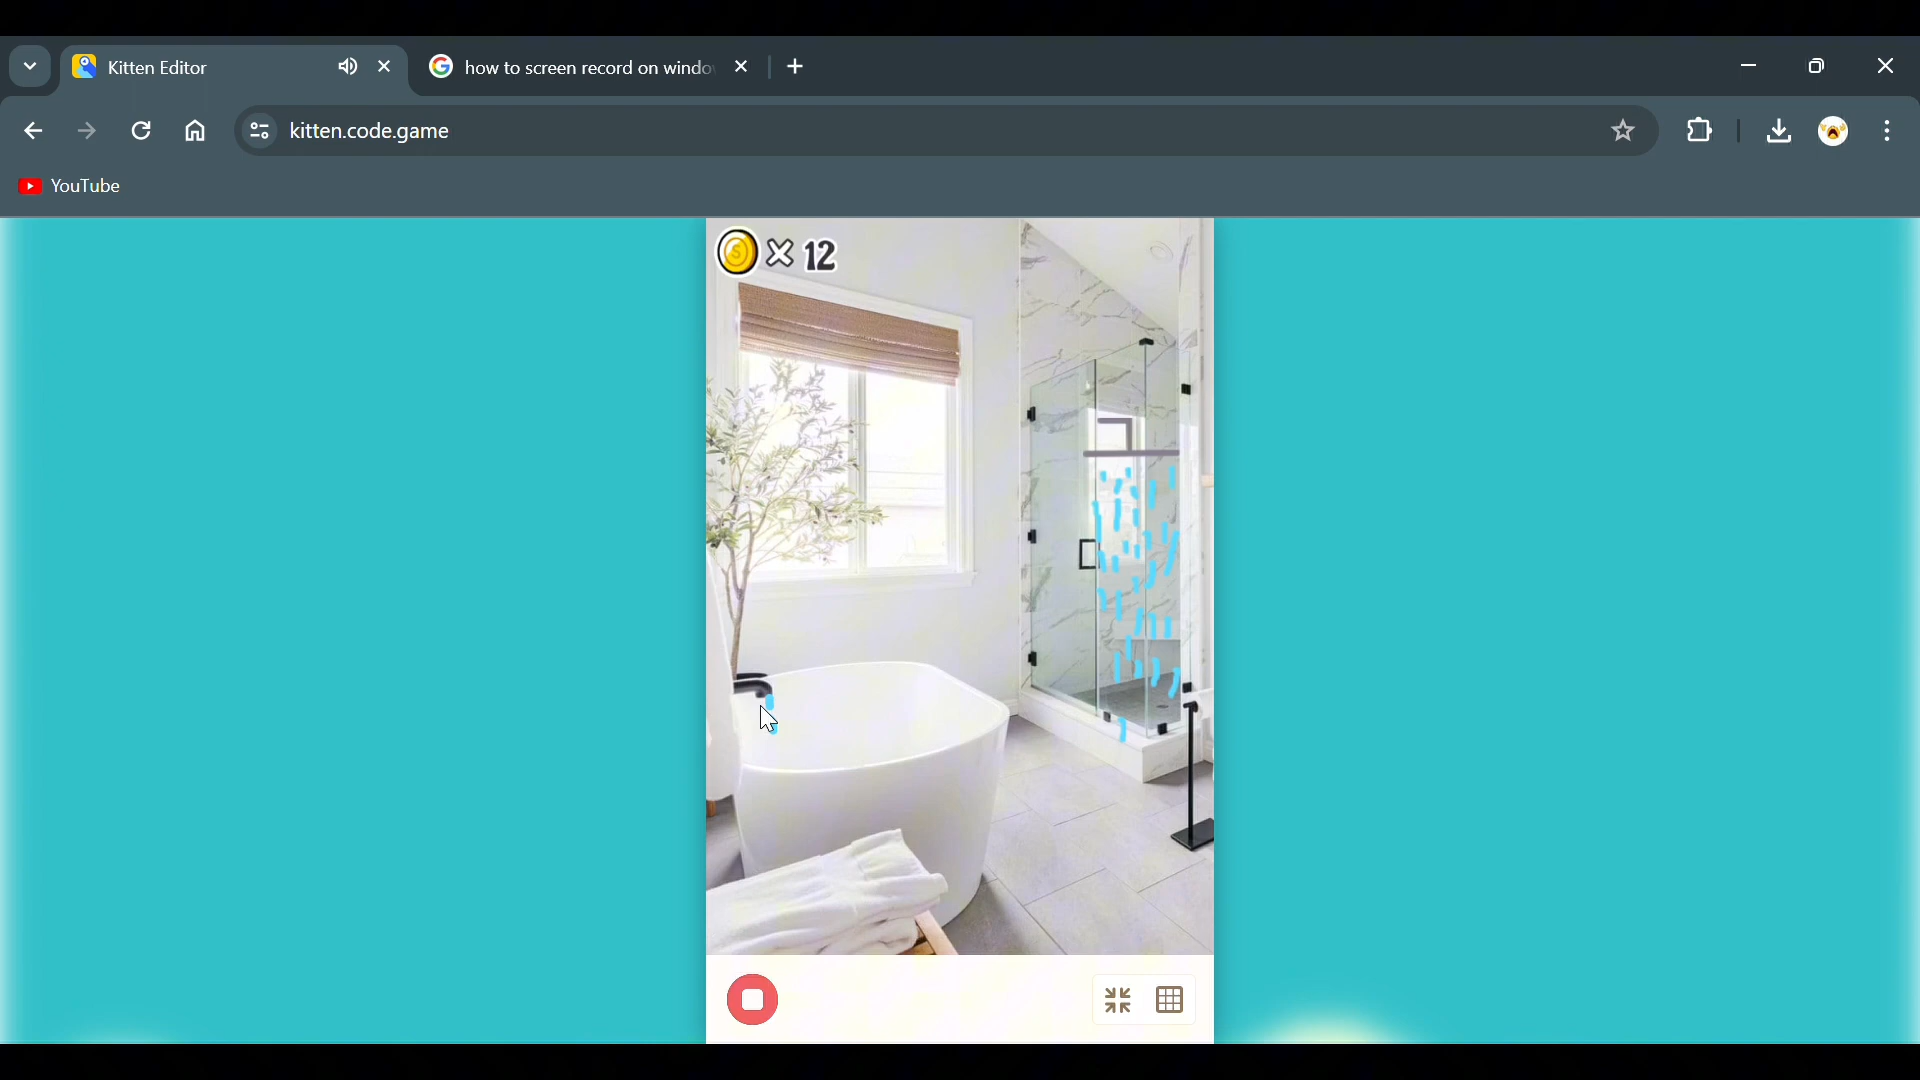 Kitten Editor
how to screen record on windo
kitten.code.game
YouTube
× 12